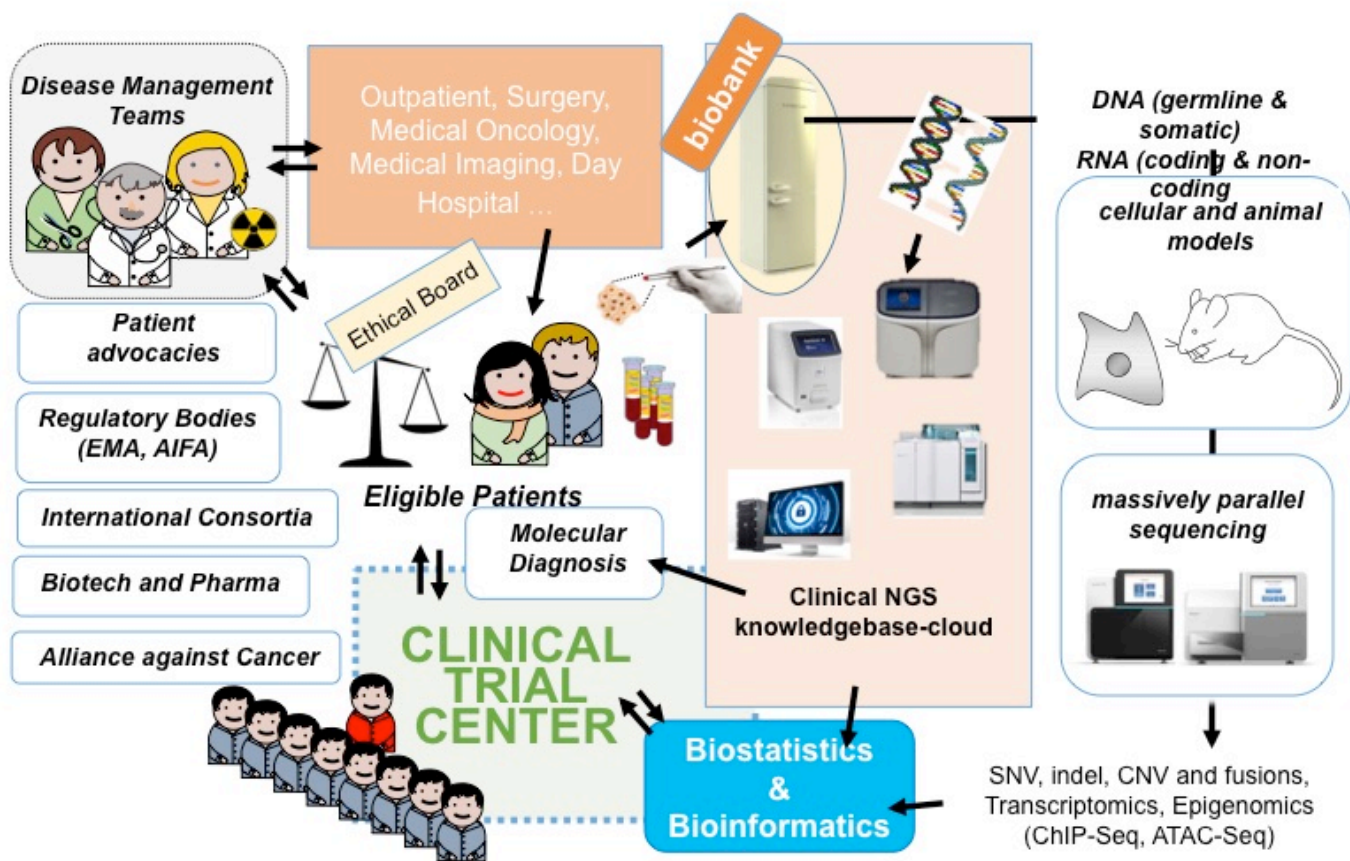 Disease Management
Teams
Outpatient, Surgery,
Medical Oncology,
Medical Imaging, Day
Hospital ...
biobank
DNA (germline &
somatic)
RNA (coding & non-
coding
cellular and animal
models
Ethical Board
Patient
advocacies
Regulatory Bodies
(EMA, AIFA)
International Consortia
Biotech and Pharma
Alliance against Cancer
Eligible Patients
Molecular
Diagnosis
Clinical NGS
knowledgebase-cloud
massively parallel
sequencing
CLINICAL
TRIAL
CENTER
Biostatistics
&
Bioinformatics
SNV, indel, CNV and fusions,
Transcriptomics, Epigenomics
(ChIP-Seq, ATAC-Seq)